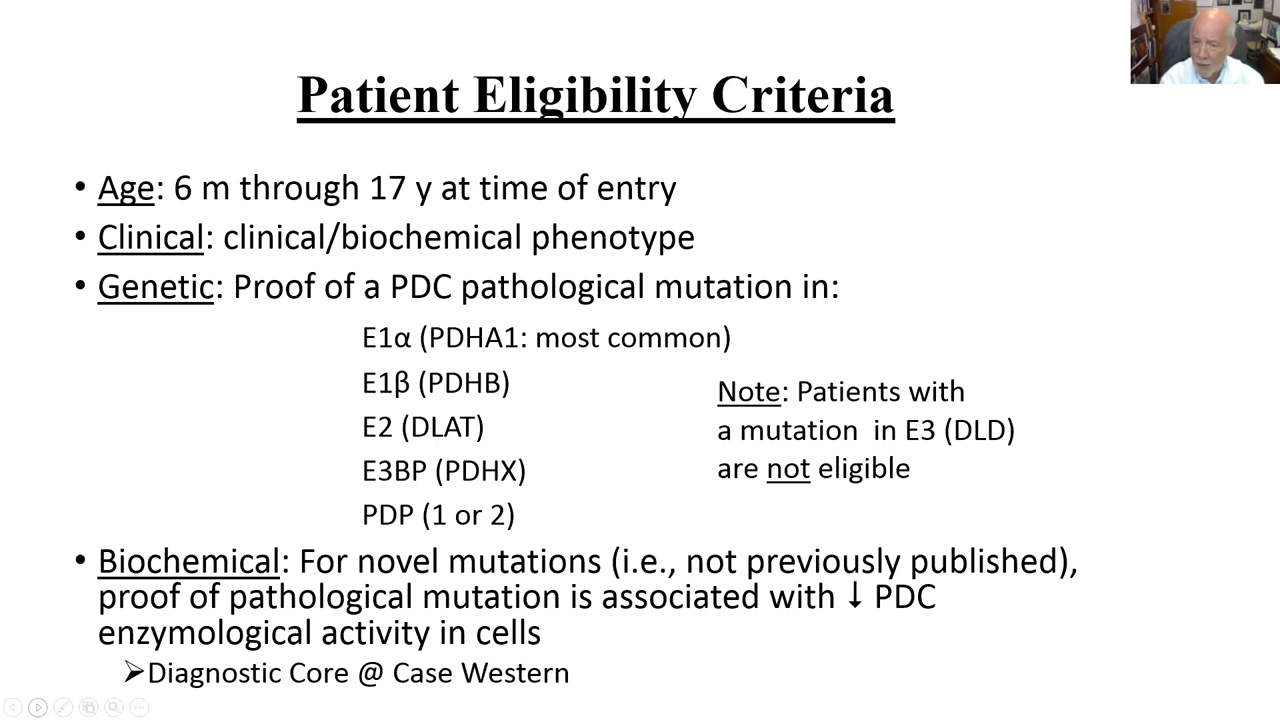 Patient Eligibility Criteria
• Age: 6 m through 17 y at time of entry
• Clinical: clinical/biochemical phenotype
• Genetic: Proof of a PDC pathological mutation in:
E1α (PDHA1: most common)
E1β (PDHB)
E2 (DLAT)
E3BP (PDHX)
PDP (1 or 2)
Note: Patients with
a mutation in E3 (DLD)
are not eligible
• Biochemical: For novel mutations (i.e., not previously published),
proof of pathological mutation is associated with ↓ PDC
enzymological activity in cells
➢Diagnostic Core @ Case Western